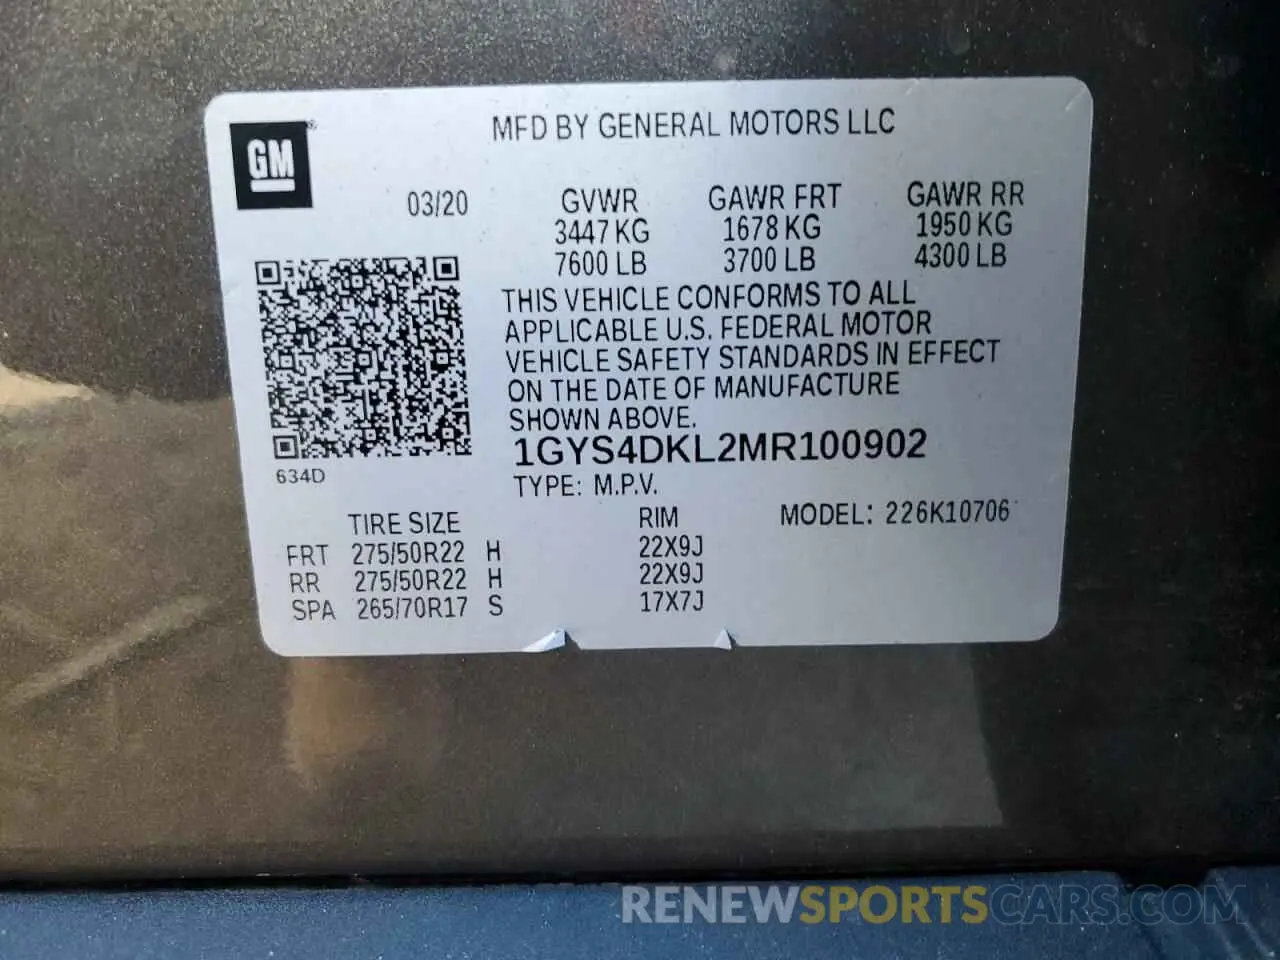 MFD BY GENERAL MOTORS LLC
GM®
03/20
GVWR GAWR FRT GAWR RR
3447 KG 1678 KG 1950 KG
7600 LB 3700 LB 4300 LB
THIS VEHICLE CONFORMS TO ALL
APPLICABLE U.S. FEDERAL MOTOR
VEHICLE SAFETY STANDARDS IN EFFECT
ON THE DATE OF MANUFACTURE
SHOWN ABOVE.
1GYS4DKL2MR100902
634D
TYPE: M.P.V.
TIRE SIZE RIM MODEL: 226K10706
FRT 275/50R22 H 22X9J
RR 275/50R22 H 22X9J
SPA 265/70R17 S 17X7J
RENEWSPORTSCARS.COM